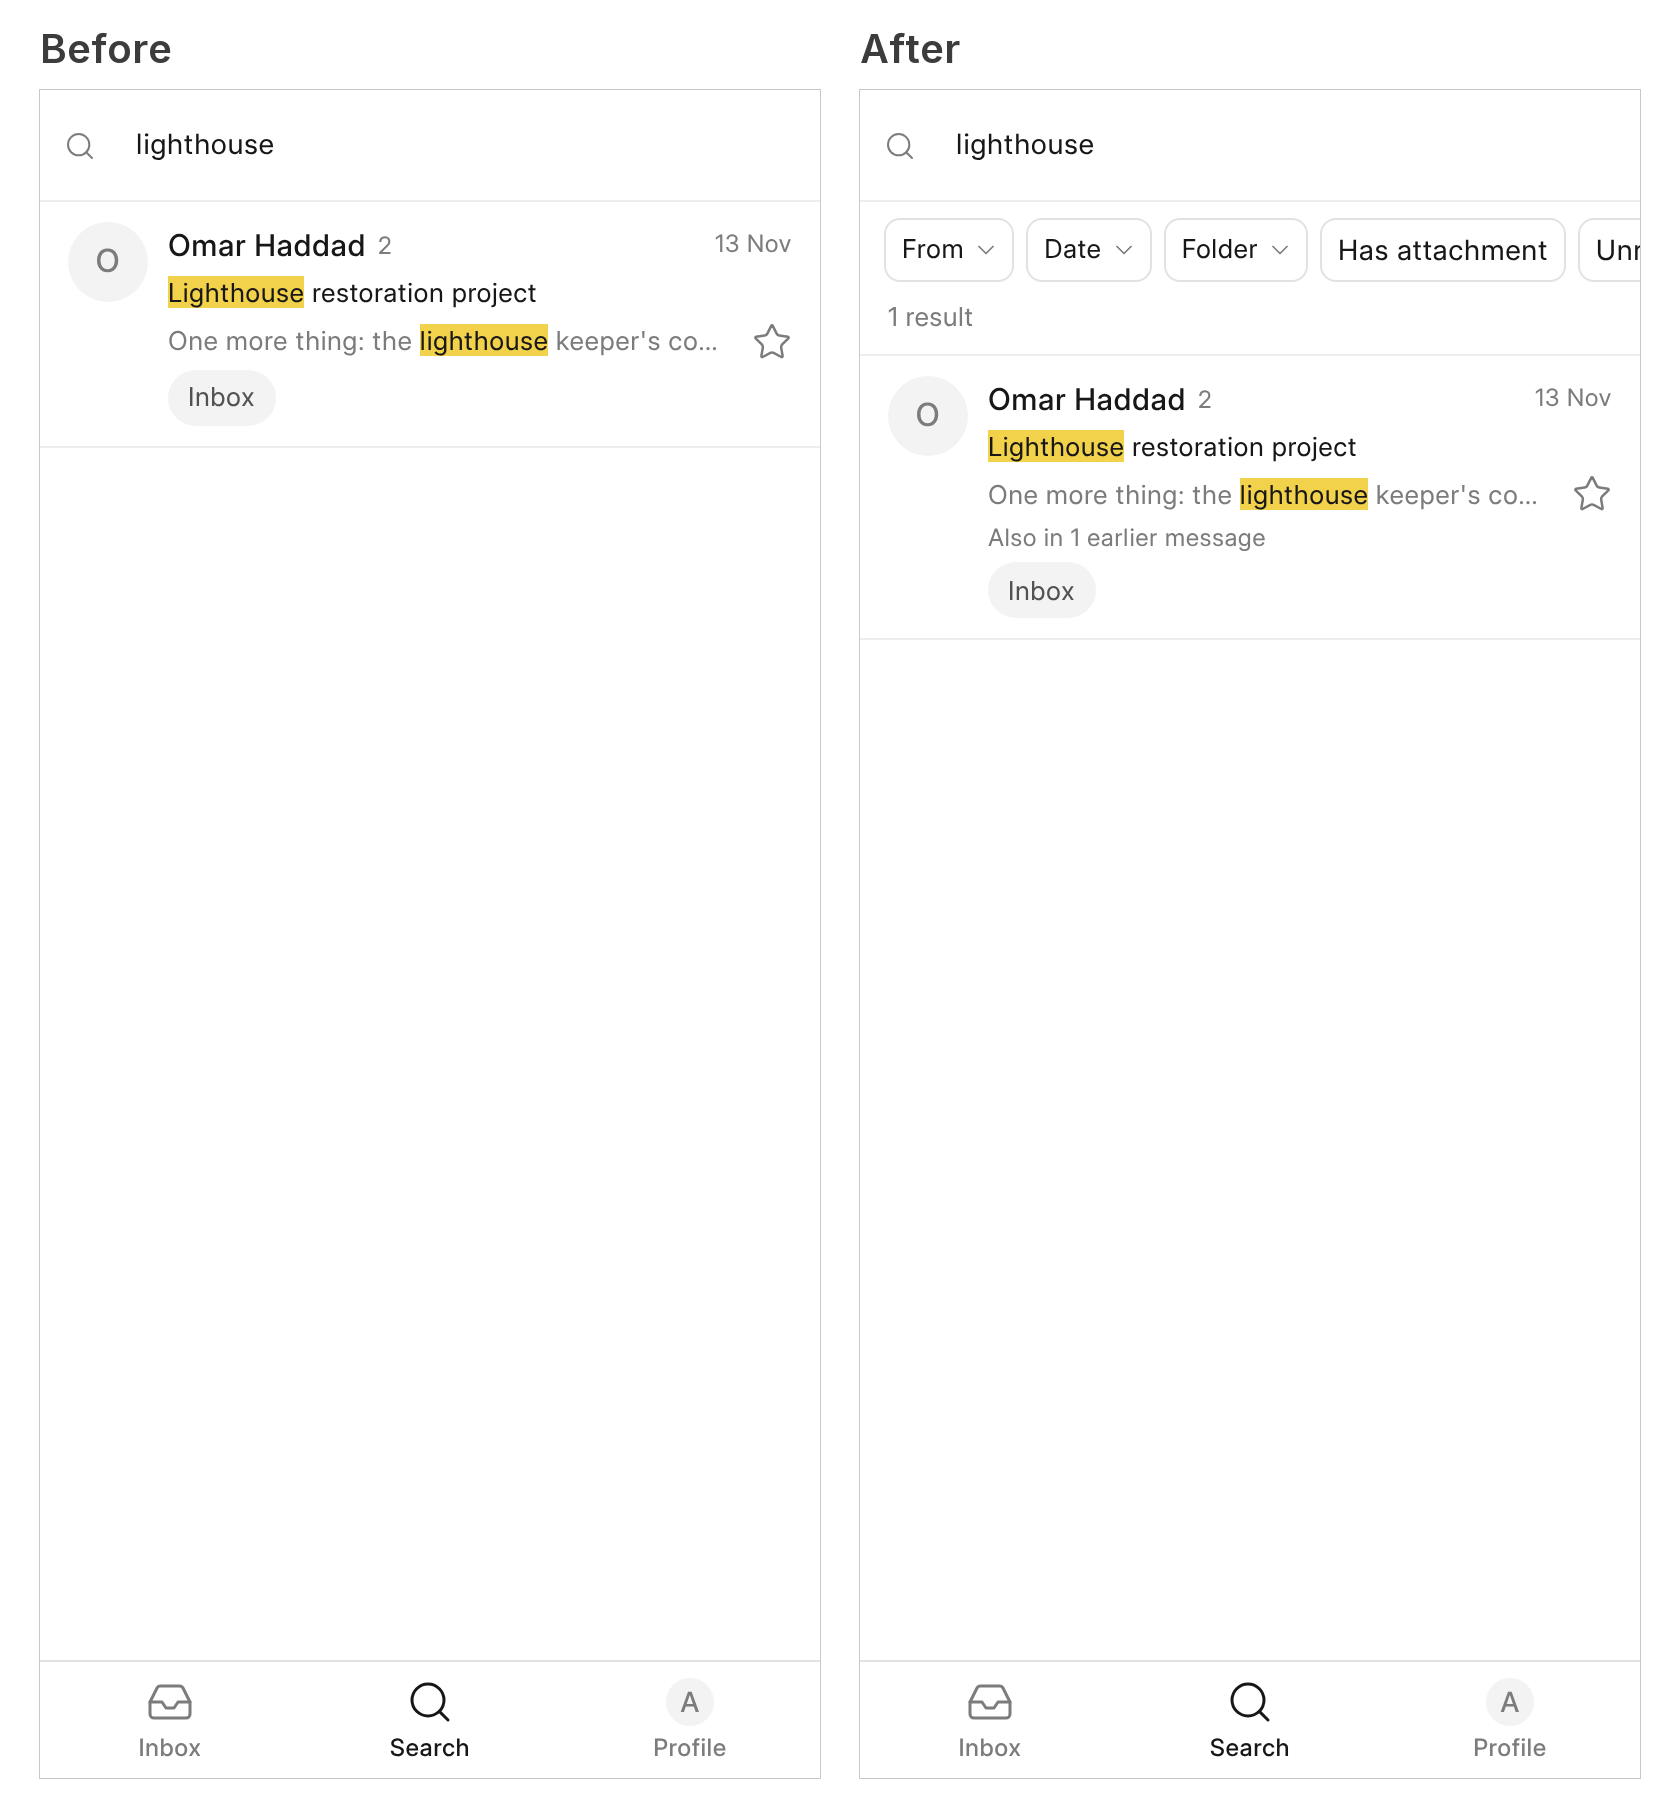 Before
lighthouse
O
Omar Haddad 2
13 Nov
Lighthouse restoration project
One more thing: the lighthouse keeper's co...
Inbox
Inbox
Search
A
Profile
After
lighthouse
From
Date
Folder
Has attachment
Unr
1 result
O
Omar Haddad 2
13 Nov
Lighthouse restoration project
One more thing: the lighthouse keeper's co...
Also in 1 earlier message
Inbox
Inbox
Search
A
Profile